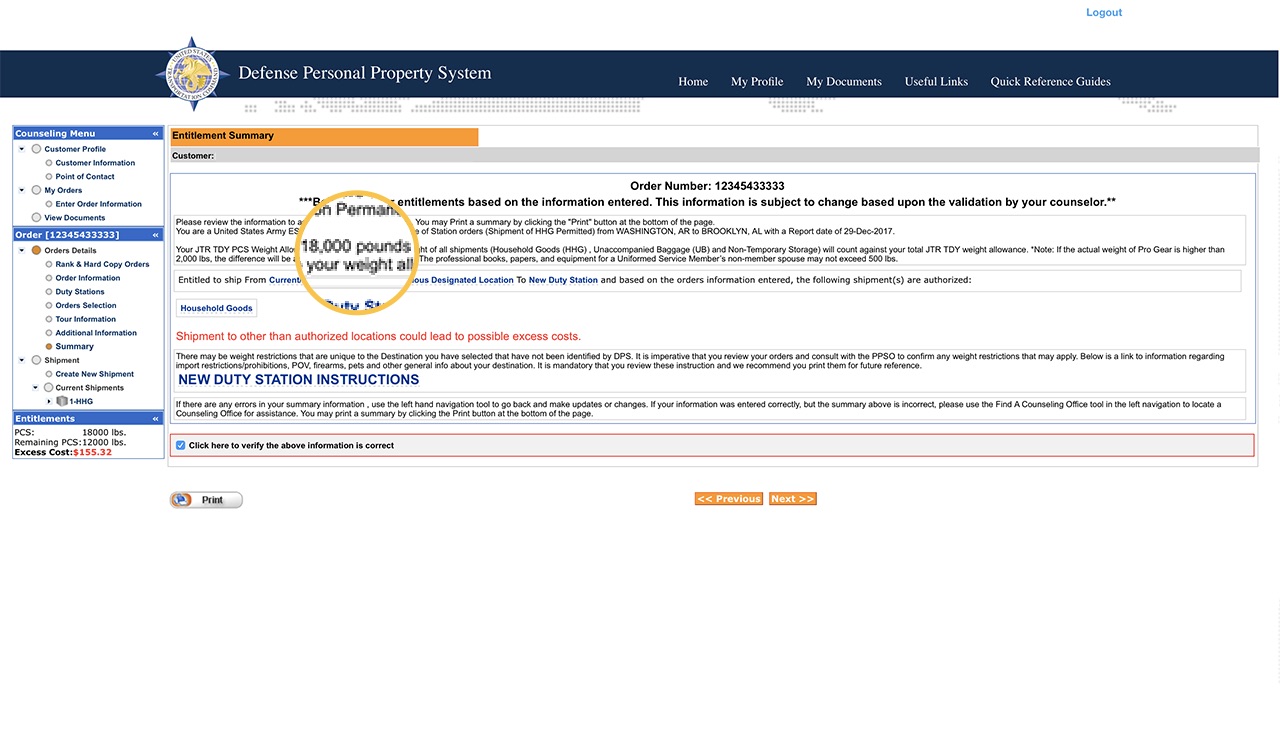 Logout
UNITED STATES TRANSPORTATION COMMAND
Defense Personal Property System
Home My Profile My Documents Useful Links Quick Reference Guides
Counseling Menu «
Customer Profile
Customer Information
Point of Contact
My Orders
Enter Order Information
View Documents
Order [12345433333] «
Orders Details
Rank & Hard Copy Orders
Order Information
Duty Stations
Orders Selection
Tour Information
Additional Information
Summary
Shipment
Create New Shipment
Current Shipments
1-HHG
Entitlements «
PCS: 18000 lbs.
Remaining PCS:12000 lbs.
Excess Cost:$155.32
Entitlement Summary
Customer:
Order Number: 12345433333
entitlements based on the information entered. This information is subject to change based upon the validation by your counselor.**
Please review the information to You may Print a summary by clicking the "Print" button at the bottom of the page.
You are a United States Army of Station orders (Shipment of HHG Permitted) from WASHINGTON, AR to BROOKLYN, AL with a Report date of 29-Dec-2017.
Your JTR TDY PCS Weight of all shipments (Household Goods (HHG) , Unaccompanied Baggage (UB) and Non-Temporary Storage) will count against your total JTR TDY weight allowance. *Note: If the actual weight of Pro Gear is higher than
2,000 lbs, the difference will be The professional books, papers, and equipment for a Uniformed Service Member's non-member spouse may not exceed 500 lbs.
on
18,000 pounds
your weight
Duty
Entitled to ship From Designated Location To New Duty Station and based on the orders information entered, the following shipment(s) are authorized:
Household Goods
Shipment to other than authorized locations could lead to possible excess costs.
There may be weight restrictions that are unique to the Destination you have selected that have not been identified by DPS. It is imperative that you review your orders and consult with the PPSO to confirm any weight restrictions that may apply. Below is a link to information regarding
import restrictions/prohibitions, POV, firearms, pets and other general info about your destination. It is mandatory that you review these instruction and we recommend you print them for future reference.
NEW DUTY STATION INSTRUCTIONS
If there are any errors in your summary information , use the left hand navigation tool to go back and make updates or changes. If your information was entered correctly, but the summary above is incorrect, please use the Find A Counseling Office tool in the left navigation to locate a
Counseling Office for assistance. You may print a summary by clicking the Print button at the bottom of the page.
Click here to verify the above information is correct
Print
<< Previous Next >>